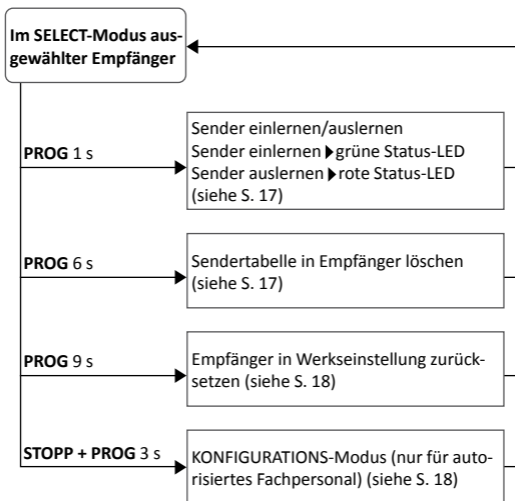 Im SELECT-Modus aus-
gewählter Empfänger
PROG 1 s
Sender einlernen/auslernen
Sender einlernen ▶ grüne Status-LED
Sender auslernen ▶ rote Status-LED
(siehe S. 17)
PROG 6 s
Sendertabelle in Empfänger löschen
(siehe S. 17)
PROG 9 s
Empfänger in Werkseinstellung zurück-
setzen (siehe S. 18)
STOPP + PROG 3 s
KONFIGURATIONS-Modus (nur für auto-
risiertes Fachpersonal) (siehe S. 18)